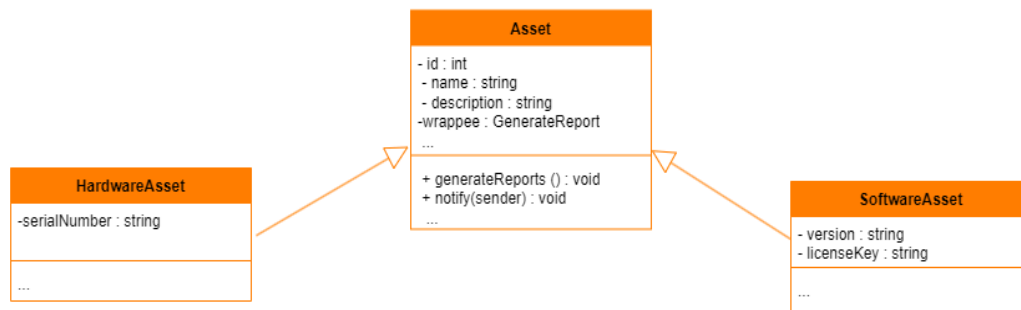 Asset
- id : int
- name : string
- description : string
-wrappee : GenerateReport
...
+ generateReports () : void
+ notify(sender) : void
...
HardwareAsset
-serialNumber : string
...
SoftwareAsset
- version : string
- licenseKey : string
...